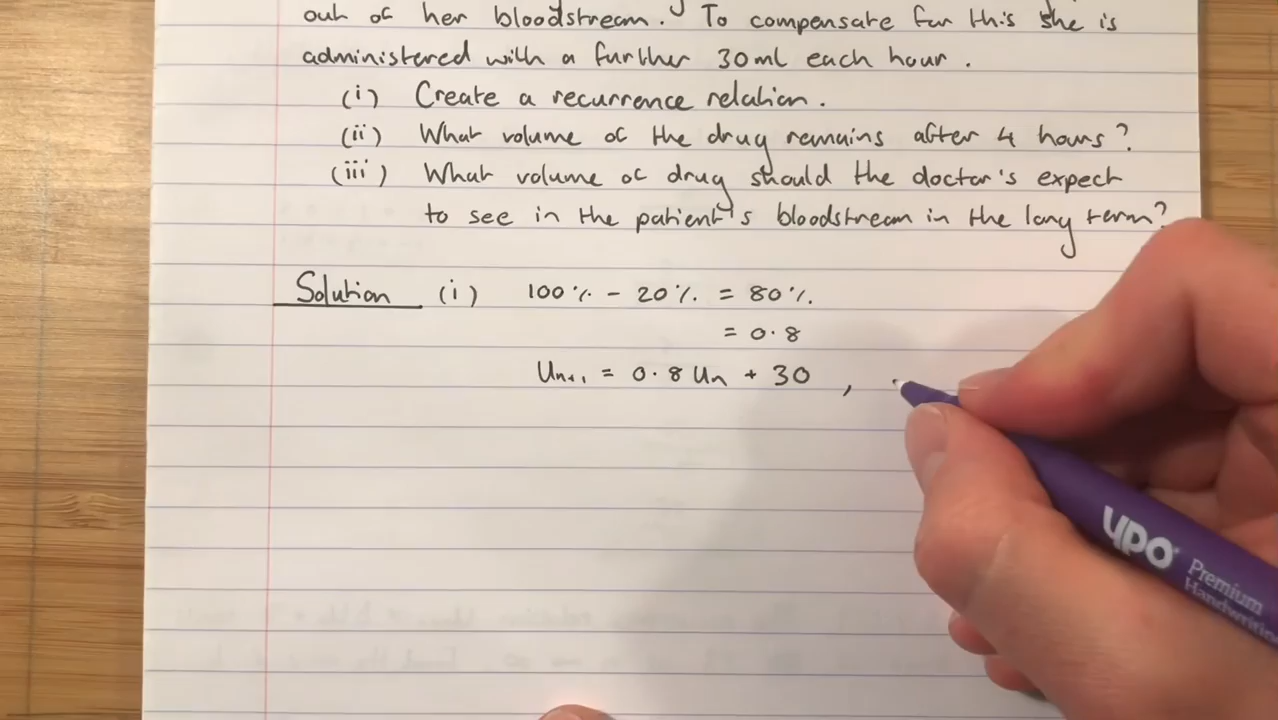 out of her bloodstream. To compensate for this she is
administered with a further 30ml each hour.
(i) Create a recurrence relation.
(ii) What volume of the drug remains after 4 hours?
(iii) What volume of drug should the doctor's expect
to see in the patient's bloodstream in the long term?
Solution (i) 100% - 20% = 80%
= 0.8
Un+1 = 0.8 Un + 30 ,
YPO
Premium
Handwriting